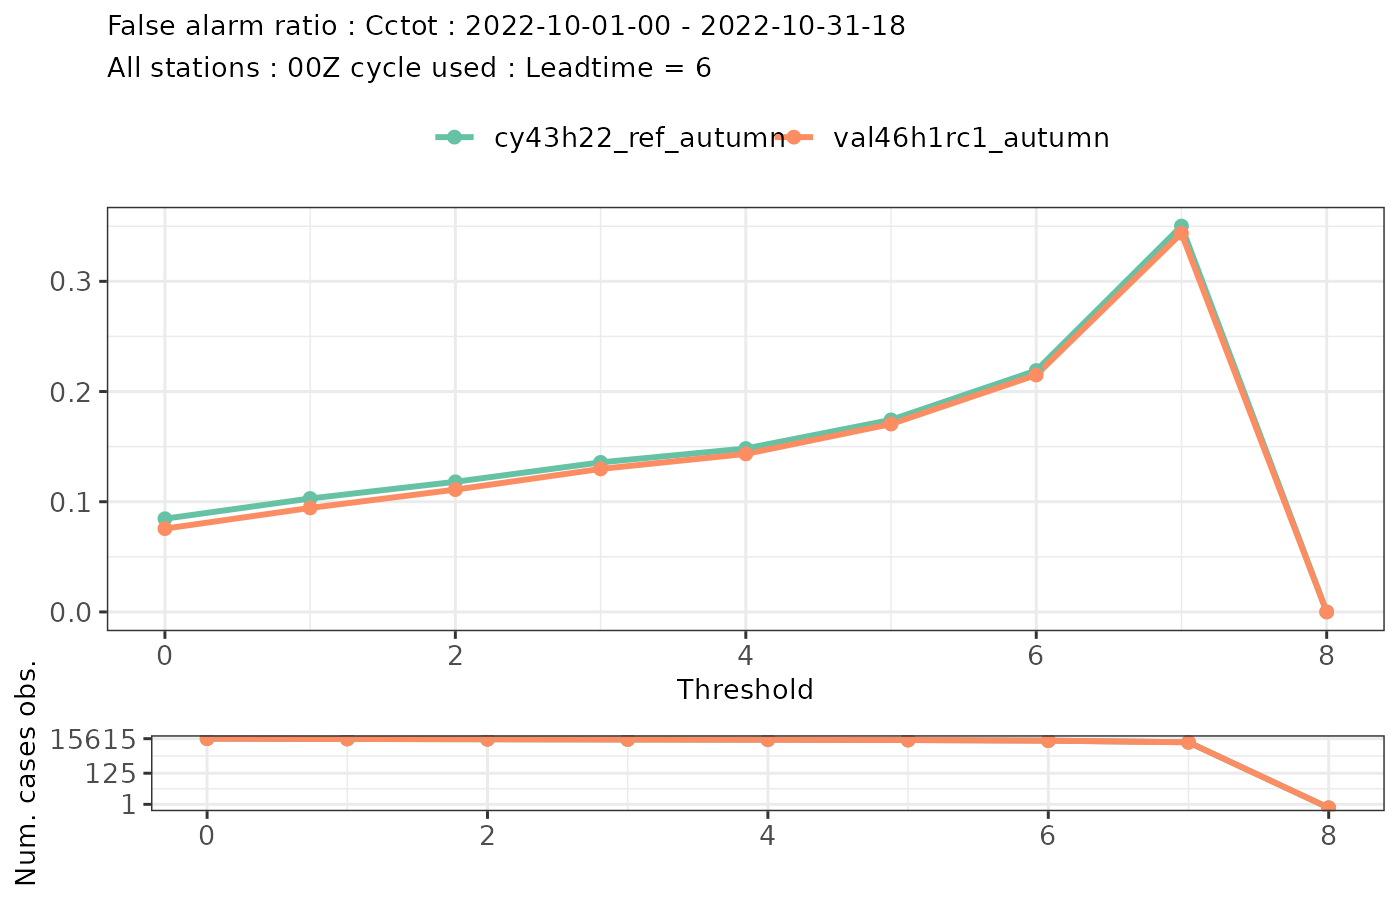 False alarm ratio : Cctot : 2022-10-01-00 - 2022-10-31-18
All stations : 00Z cycle used : Leadtime = 6
cy43h22_ref_autumn val46h1rc1_autumn
0.3
0.2
0.1
0.0
0 2 4 6 8
Threshold
Num. cases obs.
15615
125
1
0 2 4 6 8